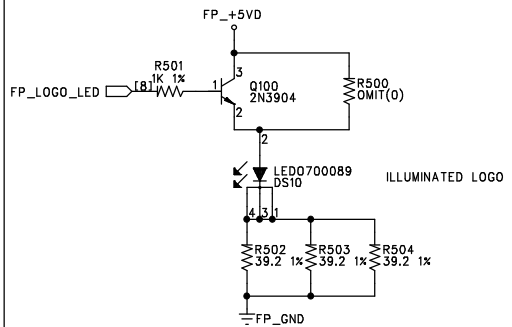 FP_+5VD
R501
1K 1%
FP_LOGO_LED
[8]
1
3
2
Q100
2N3904
R500
OMIT(0)
2
LED0700089
DS10
ILLUMINATED LOGO
4 3 1
R502
39.2 1%
R503
39.2 1%
R504
39.2 1%
FP_GND